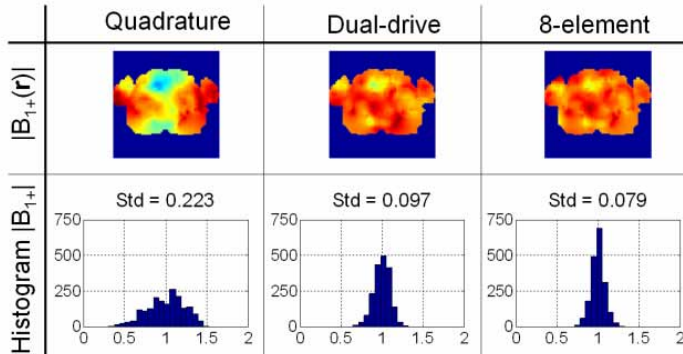 Quadrature Dual-drive 8-element
|B1+(r)|
Histogram |B1+|
Std = 0.223 Std = 0.097 Std = 0.079
750 750 750
500 500 500
250 250 250
0 0 0
0 0.5 1 1.5 2 0 0.5 1 1.5 2 0 0.5 1 1.5 2